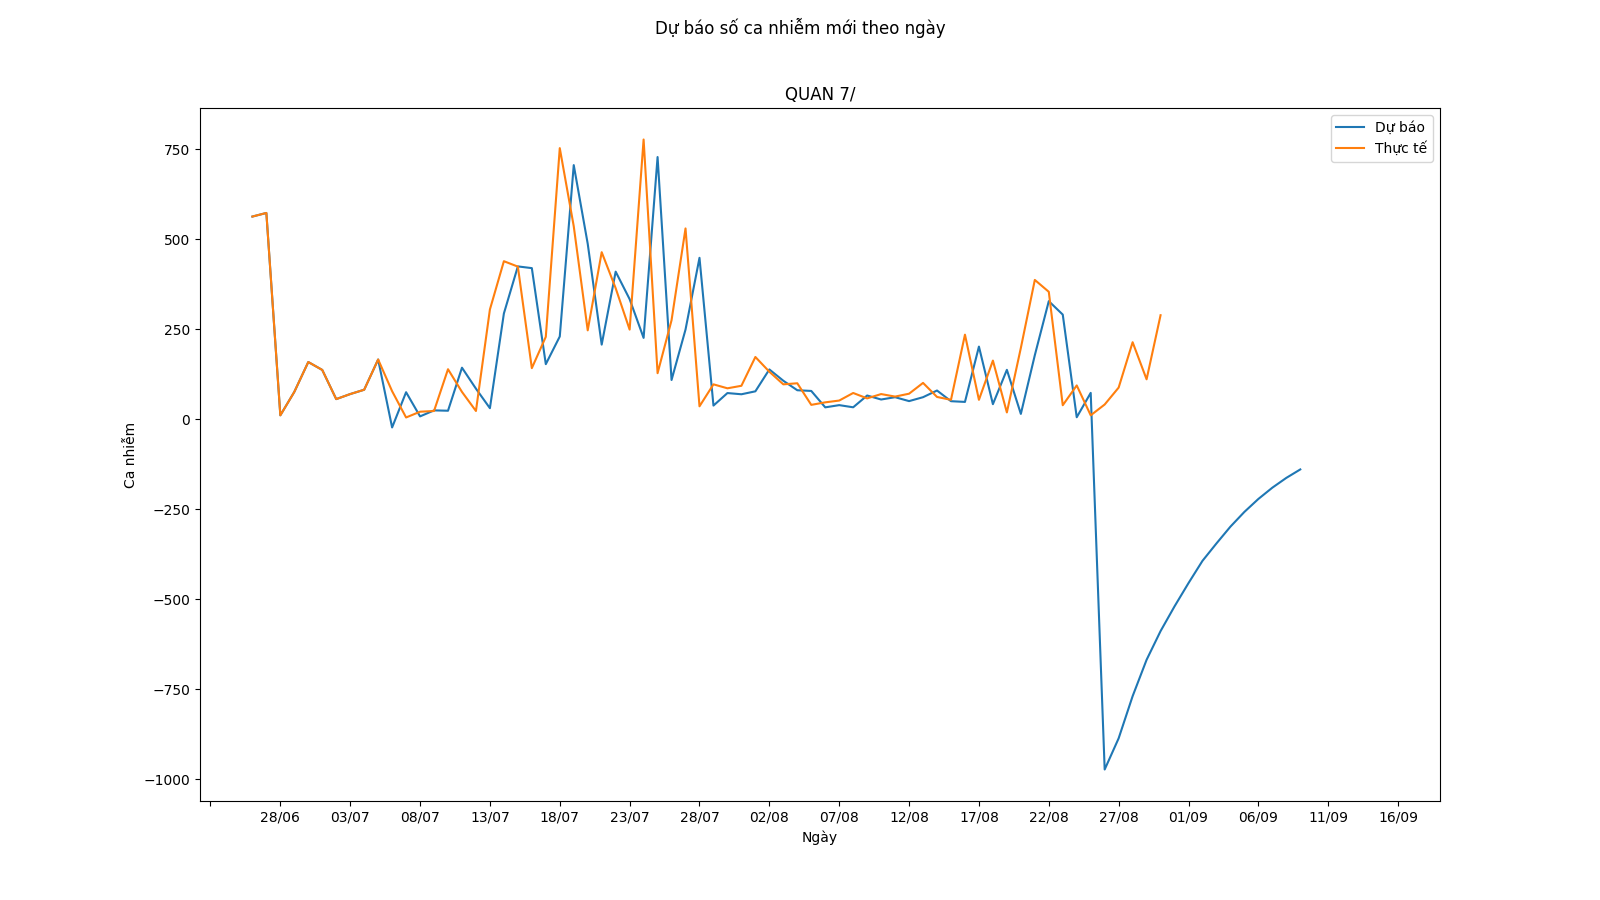 Dự báo số ca nhiễm mới theo ngày
QUAN 7/
Dự báo
Thực tế
750
500
250
0
−250
−500
−750
−1000
Ca nhiễm
28/06 03/07 08/07 13/07 18/07 23/07 28/07 02/08 07/08 12/08 17/08 22/08 27/08 01/09 06/09 11/09 16/09
Ngày